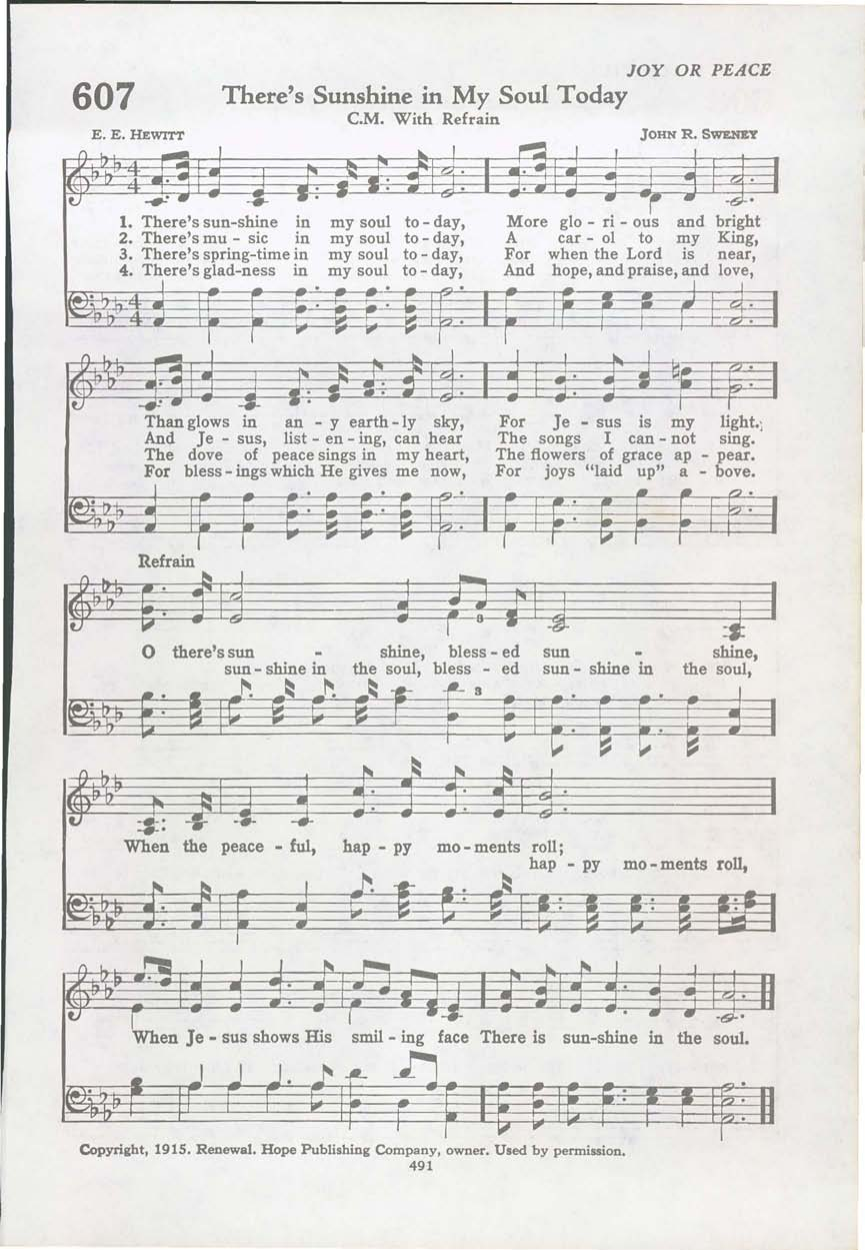 JOY OR PEACE
607 There's Sunshine in My Soul Today
C.M. With Refrain
E. E. HEWITT JOHN R. SWENEY
1. There's sun-shine in my soul to-day, More glo-ri-ous and bright
2. There's mu-sic in my soul to-day, A car-ol to my King,
3. There's spring-time in my soul to-day, For when the Lord is near,
4. There's glad-ness in my soul to-day, And hope, and praise, and love,
Than glows in an-y earth-ly sky, For Je-sus is my light.
And Je-sus, list-en-ing, can hear The songs I can-not sing.
The dove of peace sings in my heart, The flowers of grace ap-pear.
For bless-ings which He gives me now, For joys "laid up" a-bove.
Refrain
O there's sun - shine, bless-ed sun - shine,
sun-shine in the soul, bless-ed sun-shine in the soul,
When the peace-ful, hap-py mo-ments roll;
hap-py mo-ments roll,
When Je-sus shows His smil-ing face There is sun-shine in the soul.
Copyright, 1915. Renewal. Hope Publishing Company, owner. Used by permission.
491